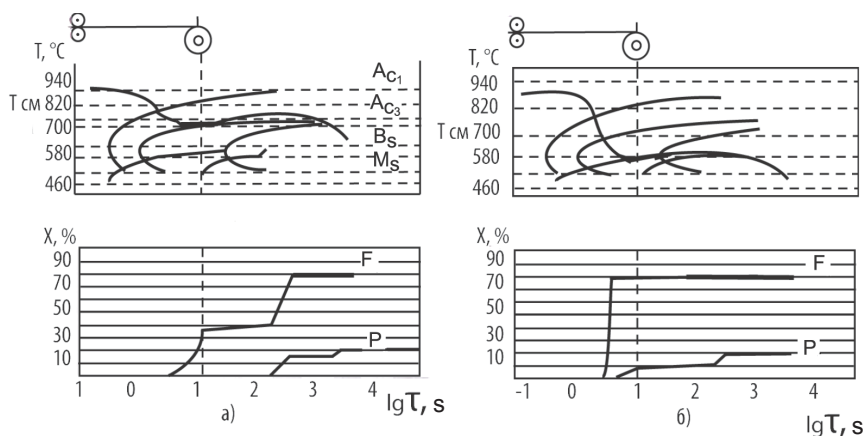 T, °C
940
T см 820
700
580
460
Ac₁
Ac₃
Bs
Ms
X, %
90
70
50
30
10
F
P
1 0 1 2 3 4
lgτ, s
а)
T, °C
940
820
T см 700
580
460
X, %
90
70
50
30
10
F
P
-1 0 1 2 3 4
lgτ, s
б)